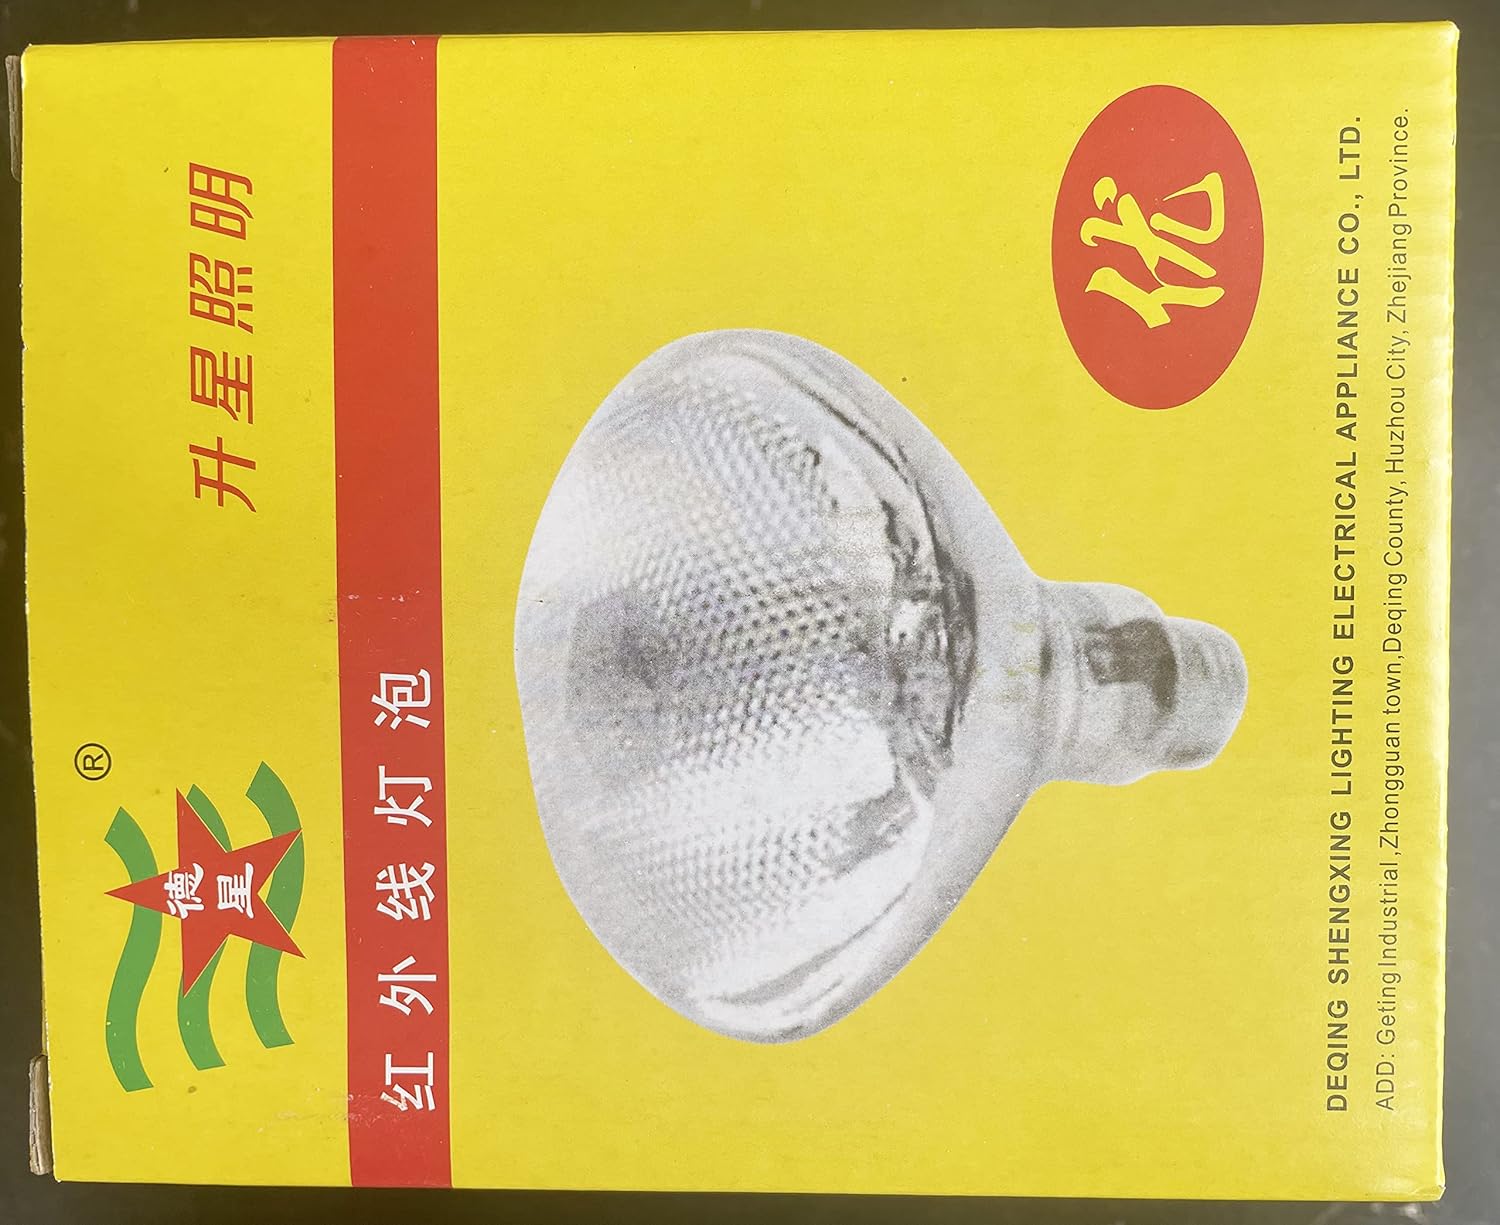 德星
®
升星照明
红外线灯泡
优
DEQING SHENGXING LIGHTING ELECTRICAL APPLIANCE CO., LTD.
ADD: Geting Industrial ,Zhongguan town,Deqing County, Huzhou City, Zhejiang Province.